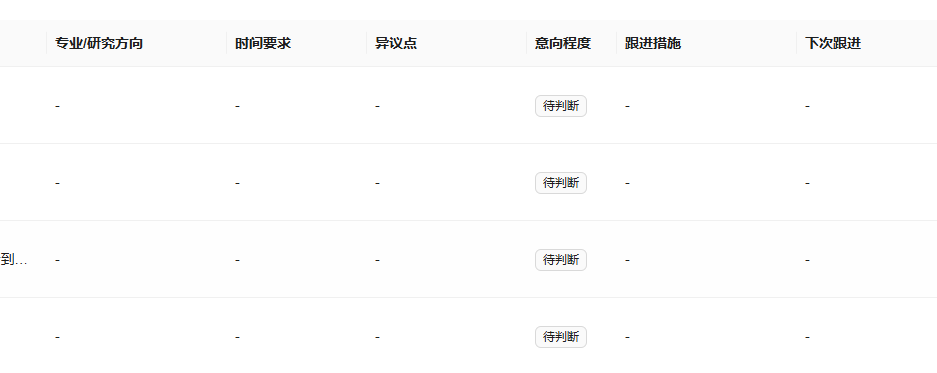 专业/研究方向 时间要求 异议点 意向程度 跟进措施 下次跟进
- - - 待判断 - -
- - - 待判断 - -
到... - - - 待判断 - -
- - - 待判断 - -